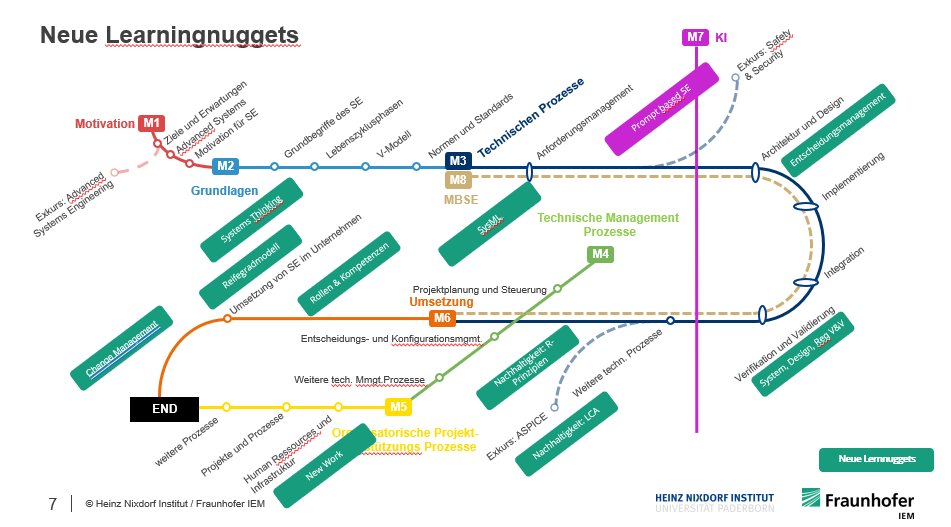 Neue Learningnuggets
M7 KI
Exkurs: Safety
& Security
Prompt based SE
Motivation M1
Ziele und Erwartungen
Advanced Systems
Motivation für SE
Exkurs: Advanced
Systems Engineering
M2
Grundlagen
Grundbegriffe des SE
Lebenszyklusphasen
V-Modell
Normen und Standards
M3
Technischen Prozesse
M8
MBSE
Anforderungsmanagement
Architektur und Design
Entscheidungsmanagement
Implementierung
Integration
Verifikation und Validierung
System, Design, Req V&V
Systems Thinking
Reifegradmodell
Umsetzung von SE im Unternehmen
Rollen & Kompetenzen
SysML
Technische Management
Prozesse
M4
Projektplanung und Steuerung
Umsetzung
M6
Entscheidungs- und Konfigurationsmgmt.
Weitere tech. Mmgt.Prozesse
Change Management
Nachhaltigkeit: R-
Prinzipien
Weitere techn. Prozesse
Exkurs: ASPICE
Nachhaltigkeit: LCA
END
M5
weitere Prozesse
Projekte und Prozesse
Human Ressources und
Infrastruktur
New Work
Organisatorische Projekt-
stützungs Prozesse
Neue Lernnuggets
7 © Heinz Nixdorf Institut / Fraunhofer IEM
HEINZ NIXDORF INSTITUT
UNIVERSITÄT PADERBORN
Fraunhofer
IEM